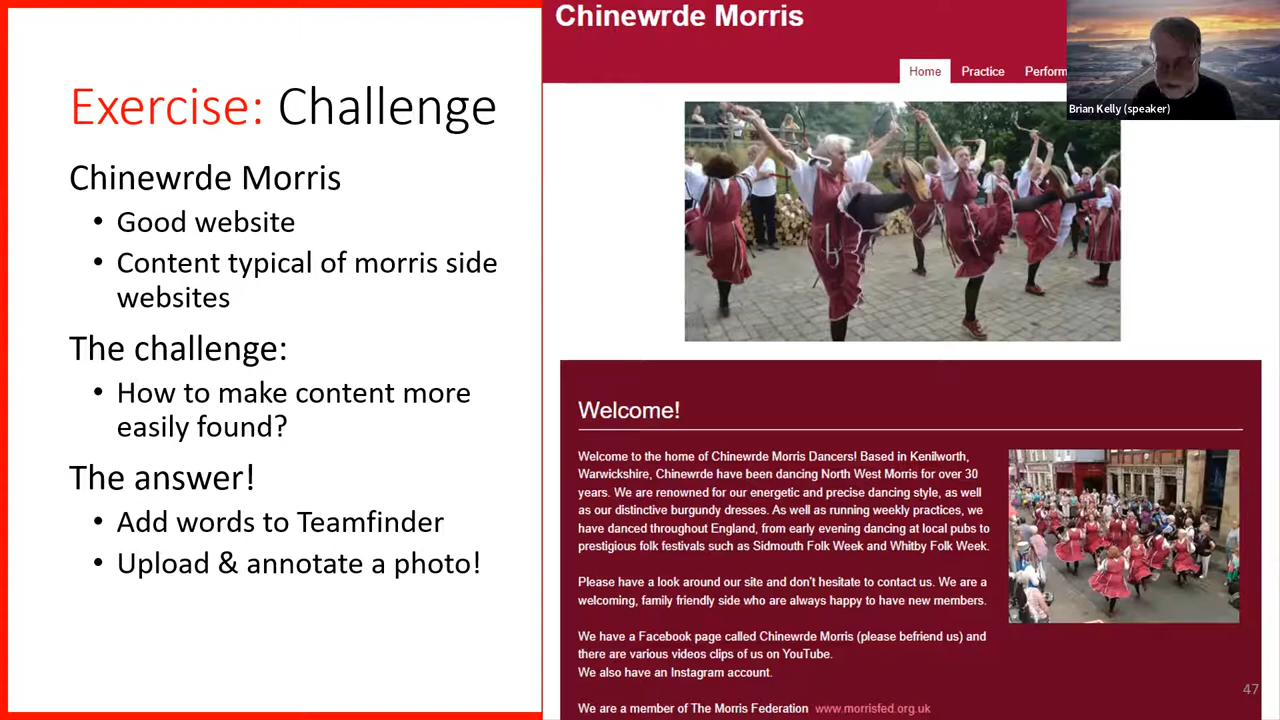 Exercise: Challenge
Chinewrde Morris
• Good website
• Content typical of morris side
websites
The challenge:
• How to make content more
easily found?
The answer!
• Add words to Teamfinder
• Upload & annotate a photo!
Chinewrde Morris
Home Practice Perform
Brian Kelly (speaker)
Welcome!
Welcome to the home of Chinewrde Morris Dancers! Based in Kenilworth,
Warwickshire, Chinewrde have been dancing North West Morris for over 30
years. We are renowned for our energetic and precise dancing style, as well
as our distinctive burgundy dresses. As well as running weekly practices, we
have danced throughout England, from early evening dancing at local pubs to
prestigious folk festivals such as Sidmouth Folk Week and Whitby Folk Week.
Please have a look around our site and don't hesitate to contact us. We are a
welcoming, family friendly side who are always happy to have new members.
We have a Facebook page called Chinewrde Morris (please befriend us) and
there are various videos clips of us on YouTube.
We also have an Instagram account.
We are a member of The Morris Federation www.morrisfed.org.uk
47